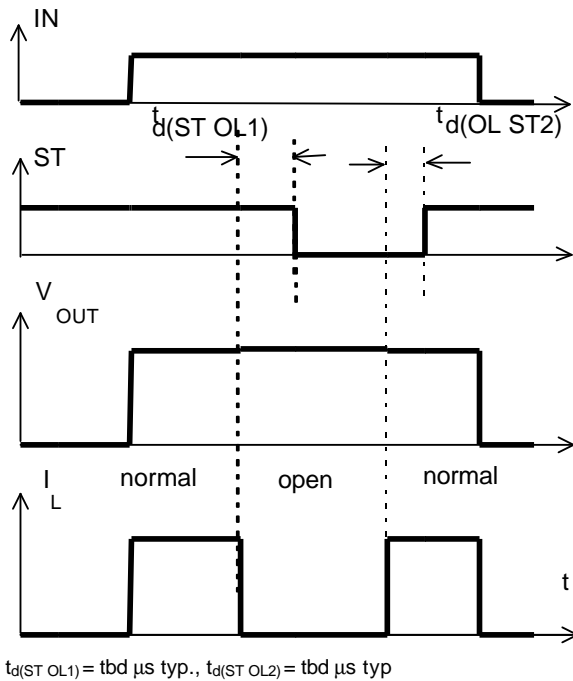 IN
t d(ST OL1)
t d(OL ST2)
ST
V OUT
I L
normal
open
normal
t
t d(ST OL1) = tbd µs typ., t d(ST OL2) = tbd µs typ